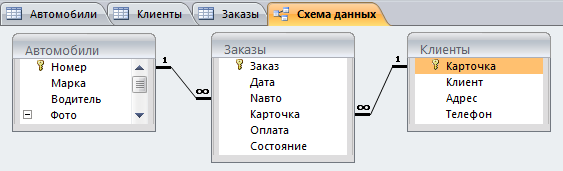 Автомобили Клиенты Заказы Схема данных
Автомобили
Номер
Марка
Водитель
Фото
1
∞
Заказы
Заказ
Дата
Nавто
Карточка
Оплата
Состояние
1
∞
Клиенты
Карточка
Клиент
Адрес
Телефон